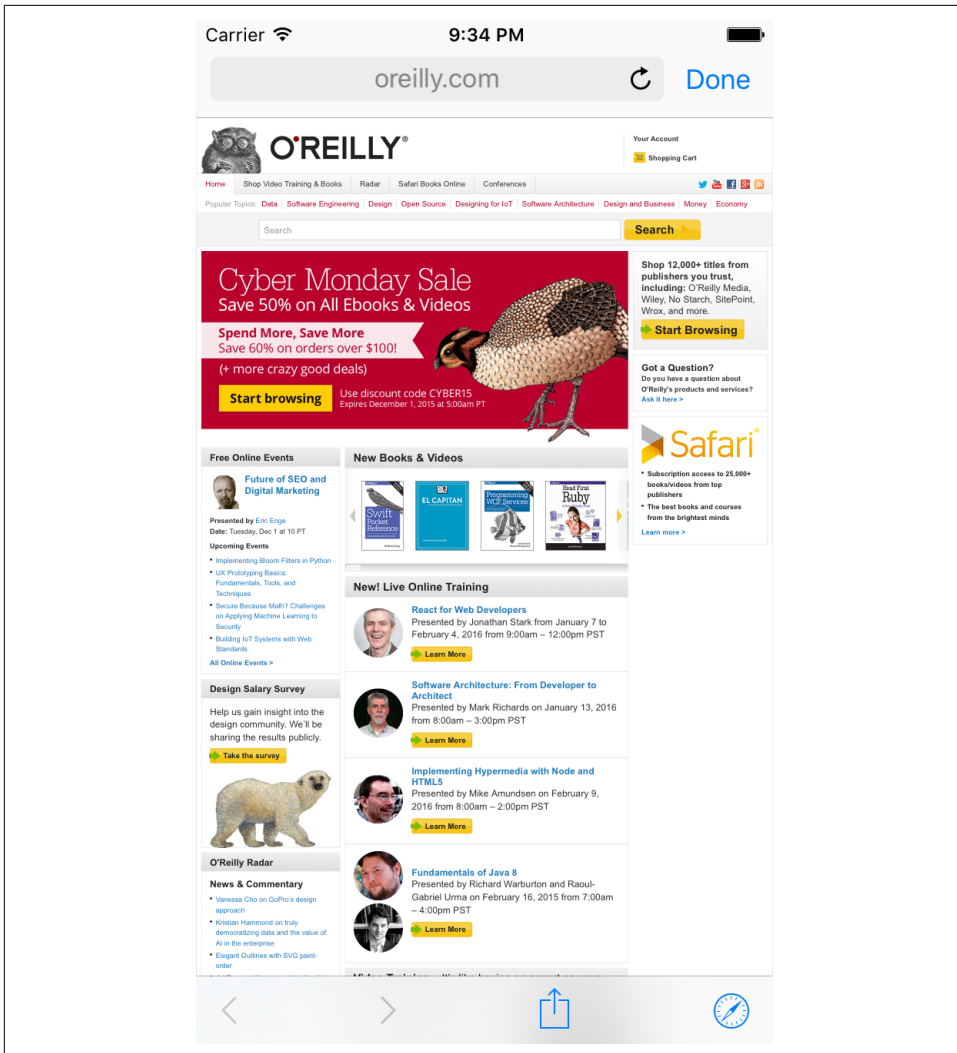 Carrier 9:34 PM
oreilly.com Done
O'REILLY®
Your Account
Shopping Cart
Home Shop Video Training & Books Radar Safari Books Online Conferences
Popular Topics: Data Software Engineering Design Open Source Designing for IoT Software Architecture Design and Business Money Economy
Search Search
Cyber Monday Sale
Save 50% on All Ebooks & Videos
Spend More, Save More
Save 60% on orders over $100!
(+ more crazy good deals)
Start browsing
Use discount code CYBER15
Expires December 1, 2015 at 5:00am PT
Shop 12,000+ titles from
publishers you trust,
including: O'Reilly Media,
Wiley, No Starch, SitePoint,
Wrox, and more.
Start Browsing
Got a Question?
Do you have a question about
O'Reilly's products and services?
Ask it here >
Safari
• Subscription access to 25,000+
books/videos from top
publishers
• The best books and courses
from the brightest minds
Learn more >
Free Online Events
Future of SEO and
Digital Marketing
Presented by Eric Enge
Date: Tuesday, Dec 1 at 10 PT
Upcoming Events
• Implementing Bloom Filters in Python
• UX Prototyping Basics:
Fundamentals, Tools, and
Techniques
• Secure Because Math? Challenges
on Applying Machine Learning to
Security
• Building IoT Systems with Web
Standards
All Online Events >
Design Salary Survey
Help us gain insight into the
design community. We'll be
sharing the results publicly.
Take the survey
O'Reilly Radar
News & Commentary
• Vanessa Cho on GoPro's design
approach
• Kristian Hammond on truly
democratizing data and the value of
AI in the enterprise
• Elegant Outlines with SVG paint-
order
New Books & Videos
Swift
Pocket
Reference
EL CAPITAN
Programming
WCF Services
Head First
Ruby
New! Live Online Training
React for Web Developers
Presented by Jonathan Stark from January 7 to
February 4, 2016 from 9:00am – 12:00pm PST
Learn More
Software Architecture: From Developer to
Architect
Presented by Mark Richards on January 13, 2016
from 8:00am – 3:00pm PST
Learn More
Implementing Hypermedia with Node and
HTML5
Presented by Mike Amundsen on February 9,
2016 from 8:00am – 2:00pm PST
Learn More
Fundamentals of Java 8
Presented by Richard Warburton and Raoul-
Gabriel Urma on February 16, 2015 from 7:00am
– 4:00pm PST
Learn More